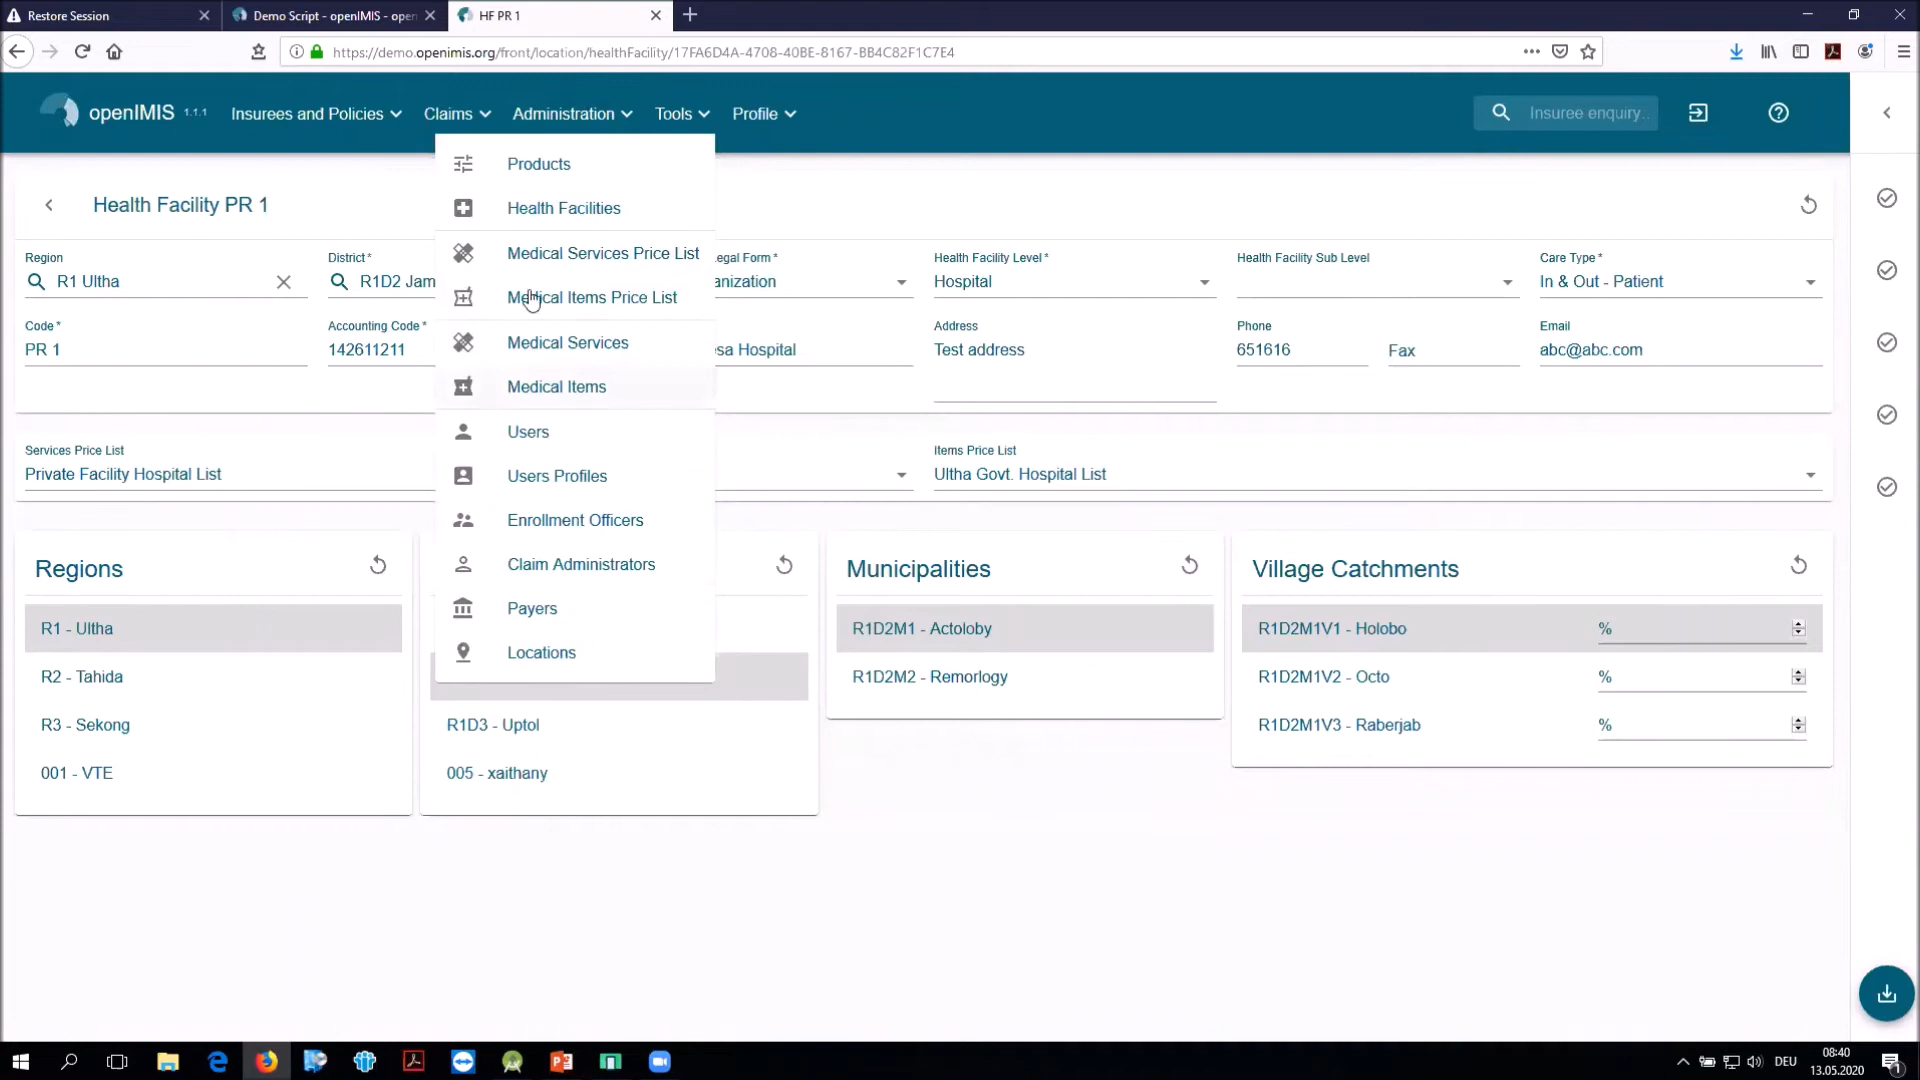 Restore Session
Demo Script - openIMIS - oper
HF PR 1
https://demo.openimis.org/front/location/healthFacility/17FA6D4A-4708-40BE-8167-BB4C82F1C7E4
openIMIS 1.1.1
Insurees and Policies
Claims
Administration
Tools
Profile
Insuree enquiry..
Products
Health Facilities
Medical Services Price List
Medical Items Price List
Medical Services
Medical Items
Users
Users Profiles
Enrollment Officers
Claim Administrators
Payers
Locations
Health Facility PR 1
Region
R1 Ultha
District *
R1D2 Jam
Legal Form *
anization
Health Facility Level *
Hospital
Health Facility Sub Level
Care Type *
In & Out - Patient
Code *
PR 1
Accounting Code *
142611211
sa Hospital
Address
Test address
Phone
651616
Fax
Email
abc@abc.com
Services Price List
Private Facility Hospital List
Items Price List
Ultha Govt. Hospital List
Regions
R1 - Ultha
R2 - Tahida
R3 - Sekong
001 - VTE
R1D3 - Uptol
005 - xaithany
Municipalities
R1D2M1 - Actoloby
R1D2M2 - Remorlogy
Village Catchments
R1D2M1V1 - Holobo %
R1D2M1V2 - Octo %
R1D2M1V3 - Raberjab %
DEU
08:40
13.05.2020
1